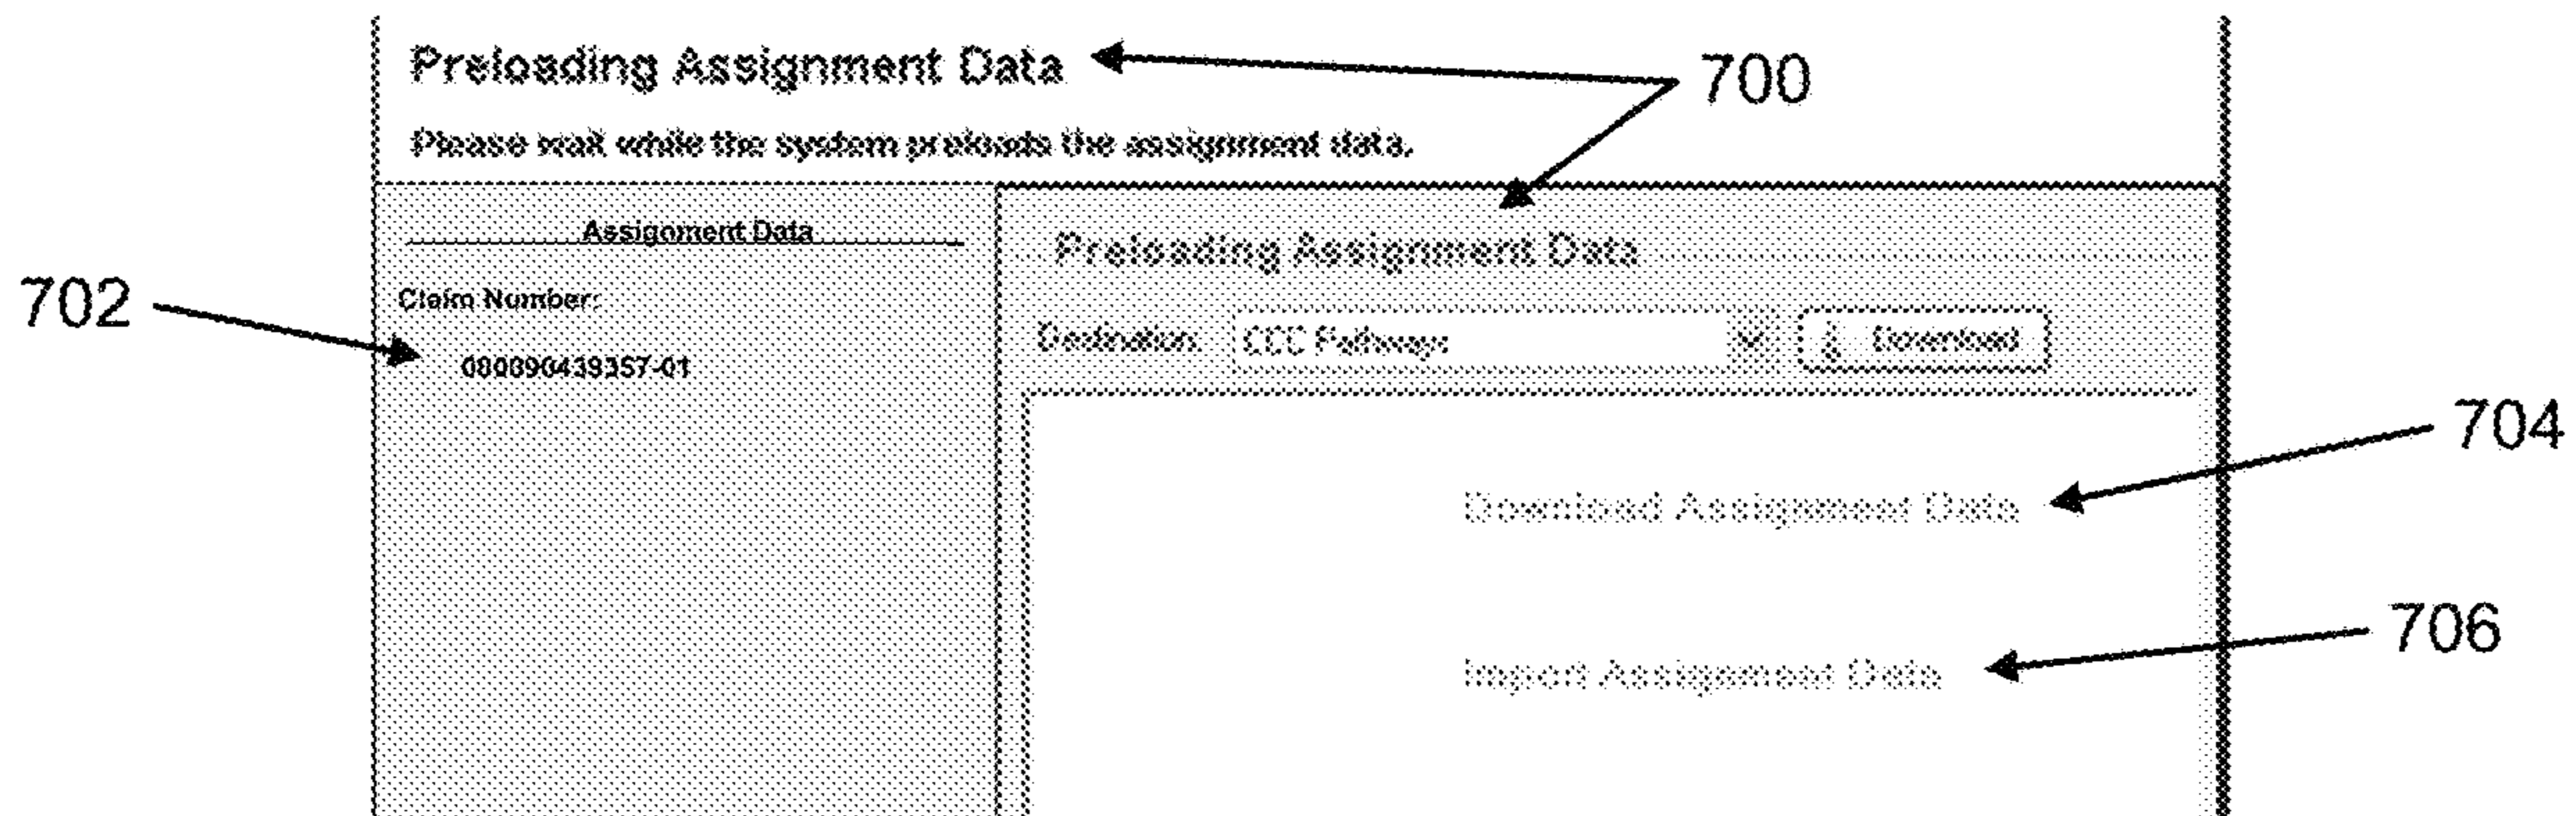 Preloading Assignment Data
700
Please wait while the system preloads the assignment data.
Assignment Data
Preloading Assignment Data
702
Claim Number:
Destination: CCC Pathways Download
080090439357-01
704
Download Assignment Data
706
Import Assignment Data